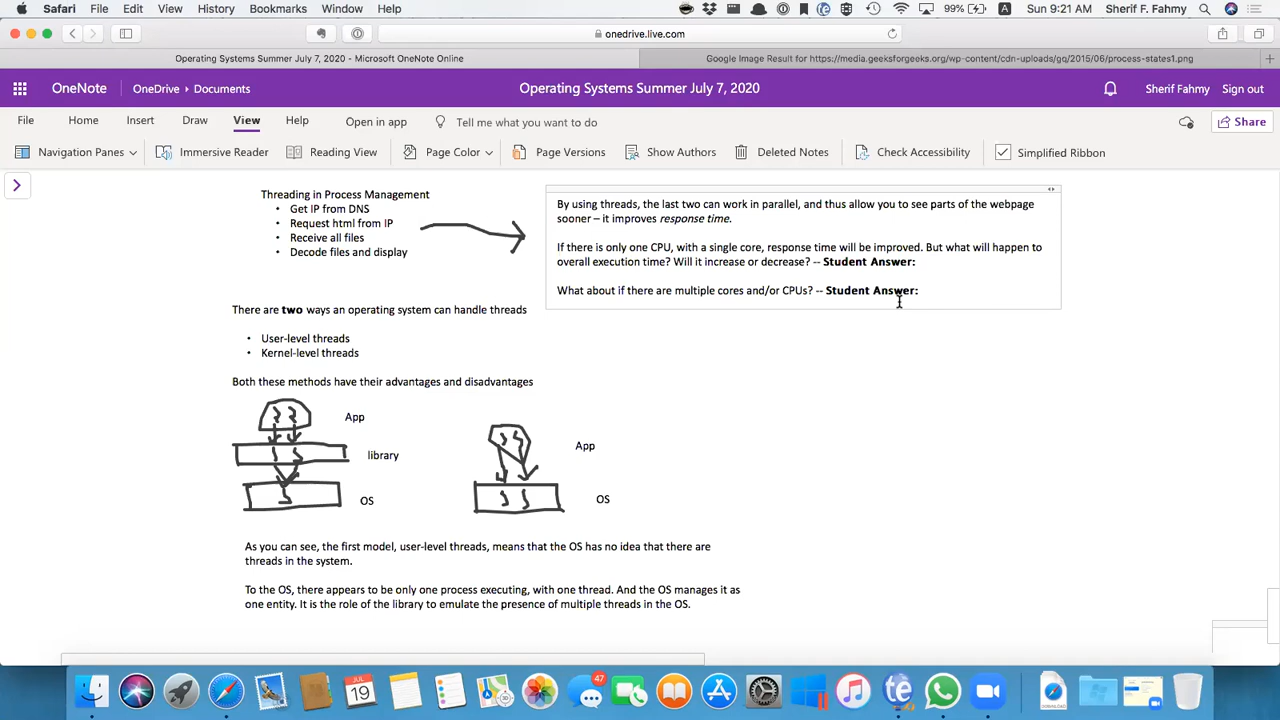 Safari File Edit View History Bookmarks Window Help 99% A Sun 9:21 AM Sherif F. Fahmy
onedrive.live.com
Operating Systems Summer July 7, 2020 - Microsoft OneNote Online
Google Image Result for https://media.geeksforgeeks.org/wp-content/cdn-uploads/gq/2015/06/process-states1.png
OneNote OneDrive › Documents Operating Systems Summer July 7, 2020 Sherif Fahmy Sign out
File Home Insert Draw View Help Open in app Tell me what you want to do Share
Navigation Panes Immersive Reader Reading View Page Color Page Versions Show Authors Deleted Notes Check Accessibility Simplified Ribbon
Threading in Process Management
• Get IP from DNS
• Request html from IP
• Receive all files
• Decode files and display
By using threads, the last two can work in parallel, and thus allow you to see parts of the webpage
sooner – it improves response time.
If there is only one CPU, with a single core, response time will be improved. But what will happen to
overall execution time? Will it increase or decrease? -- Student Answer:
What about if there are multiple cores and/or CPUs? -- Student Answer:
There are two ways an operating system can handle threads
• User-level threads
• Kernel-level threads
Both these methods have their advantages and disadvantages
App
library
OS
App
OS
As you can see, the first model, user-level threads, means that the OS has no idea that there are
threads in the system.
To the OS, there appears to be only one process executing, with one thread. And the OS manages it as
one entity. It is the role of the library to emulate the presence of multiple threads in the OS.
JUL
19
47
te